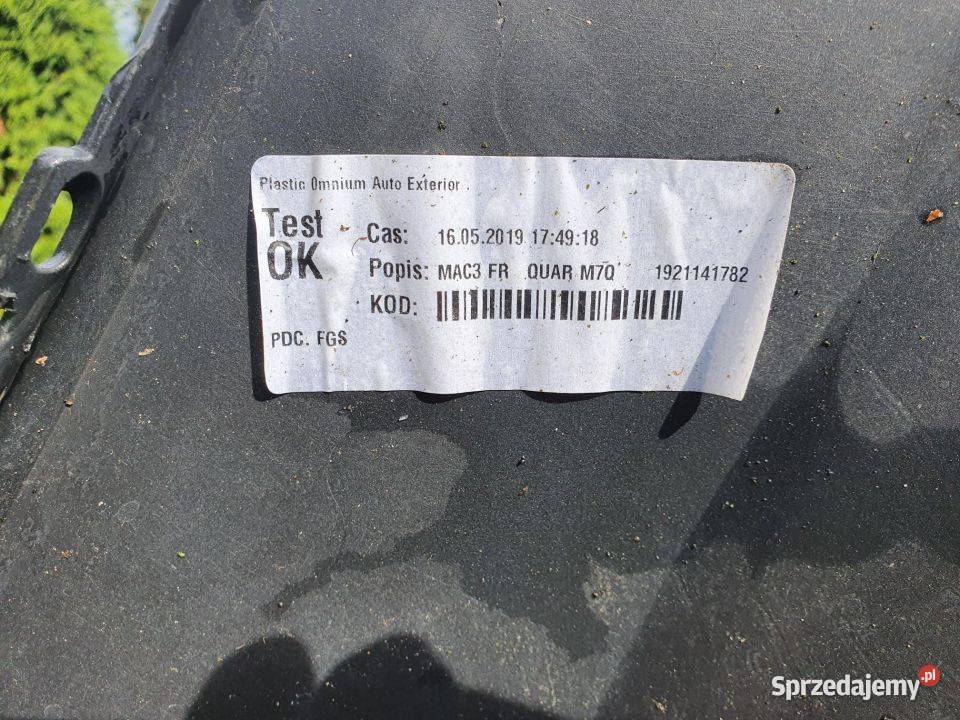 Plastic Omnium Auto Exterior
Test
OK
Cas: 16.05.2019 17:49:18
Popis: MAC3 FR QUAR M7Q 1921141782
KOD:
PDC. FGS
Sprzedajemy.pl